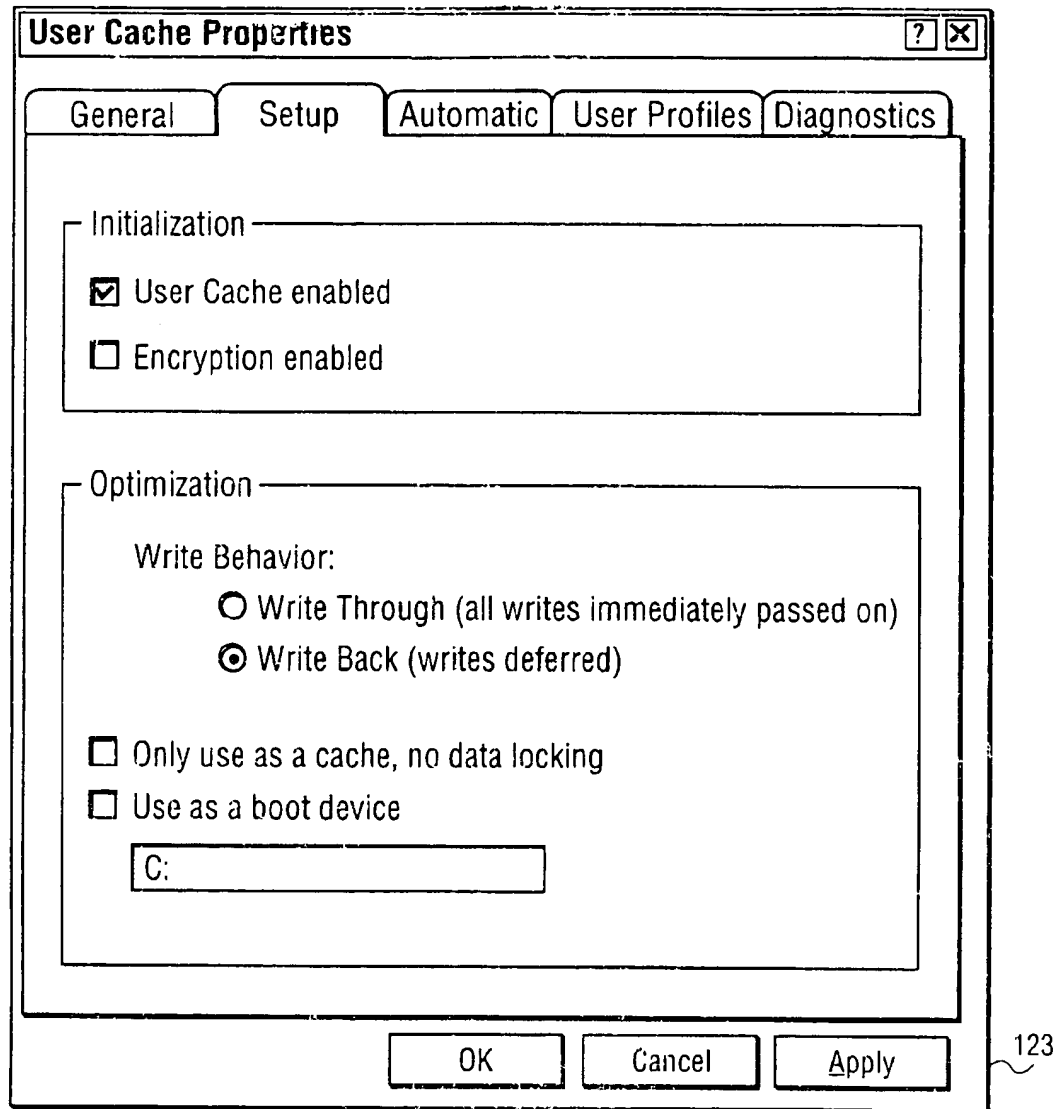 User Cache Properties
?
General Setup Automatic User Profiles Diagnostics
Initialization
User Cache enabled
Encryption enabled
Optimization
Write Behavior:
Write Through (all writes immediately passed on)
Write Back (writes deferred)
Only use as a cache, no data locking
Use as a boot device
C:
OK Cancel Apply
123